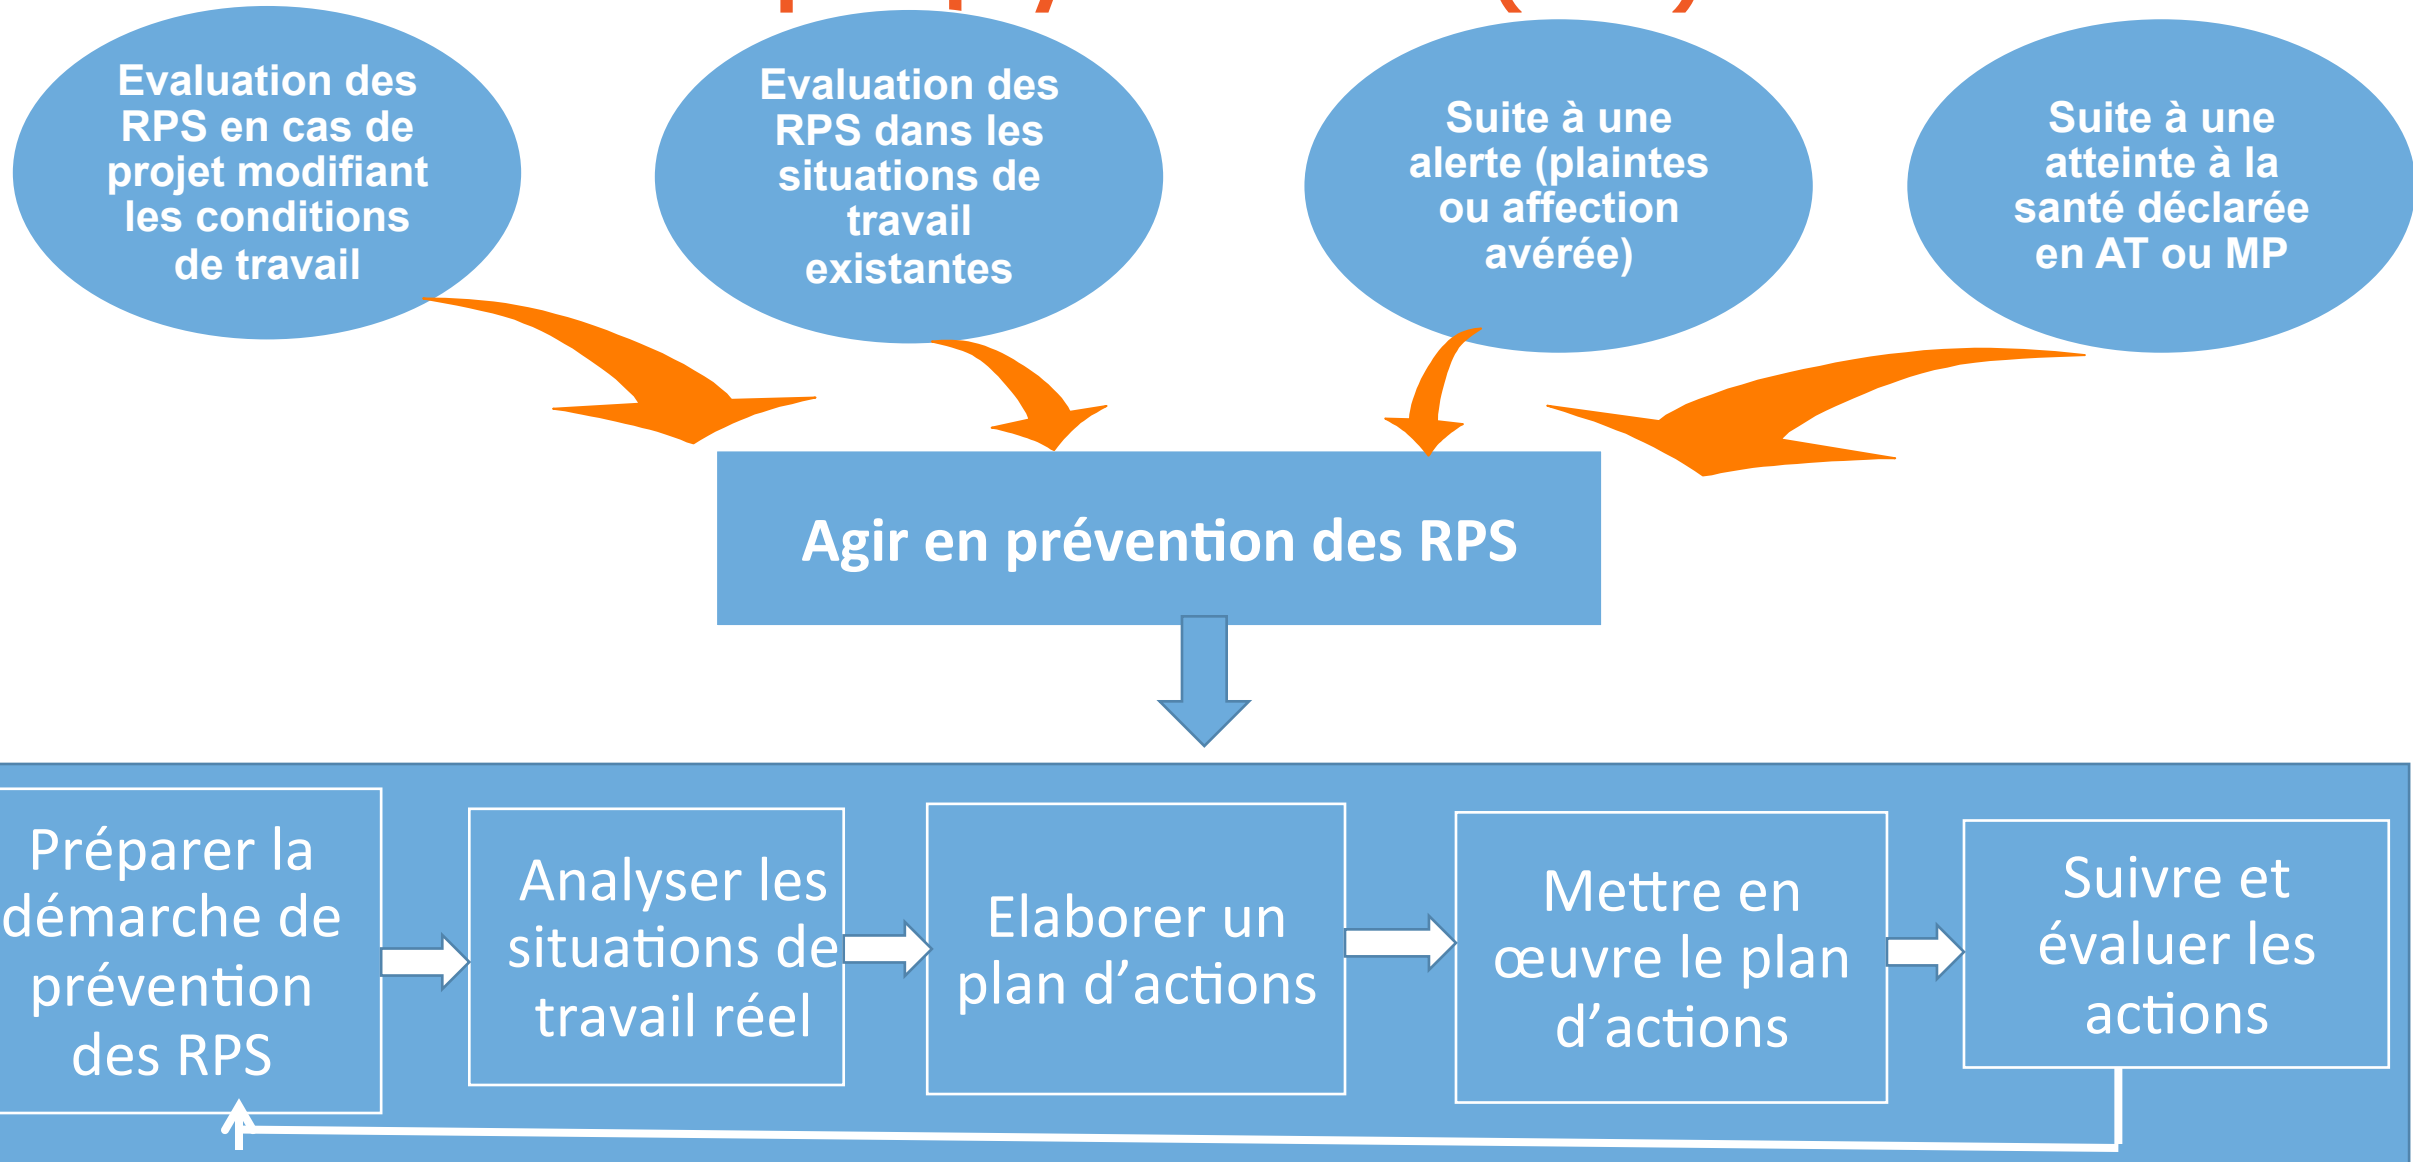 Evaluation des
RPS en cas de
projet modifiant
les conditions
de travail
Evaluation des
RPS dans les
situations de
travail
existantes
Suite à une
alerte (plaintes
ou affection
avérée)
Suite à une
atteinte à la
santé déclarée
en AT ou MP
Agir en prévention des RPS
Préparer la
démarche de
prévention
des RPS
Analyser les
situations de
travail réel
Elaborer un
plan d’actions
Mettre en
œuvre le plan
d’actions
Suivre et
évaluer les
actions